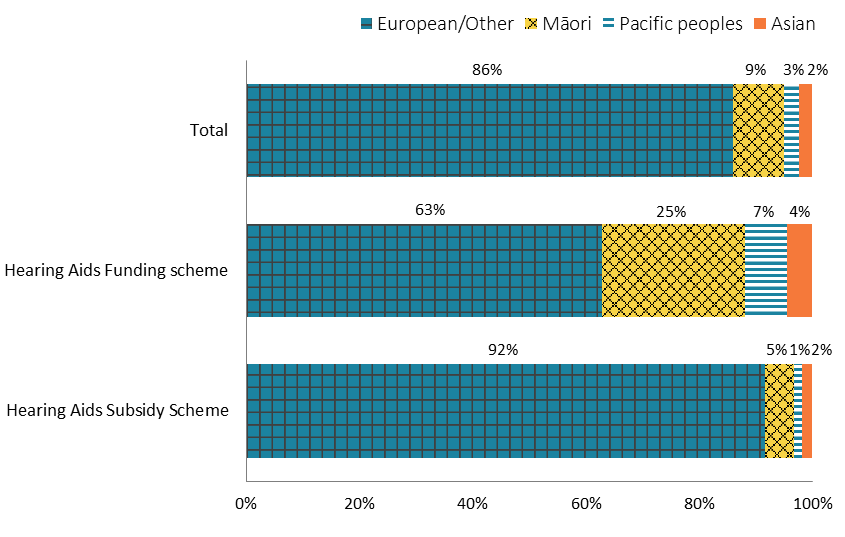 European/Other Māori Pacific peoples Asian
86% 9% 3% 2%
Total
63% 25% 7% 4%
Hearing Aids Funding scheme
92% 5% 1% 2%
Hearing Aids Subsidy Scheme
0% 20% 40% 60% 80% 100%